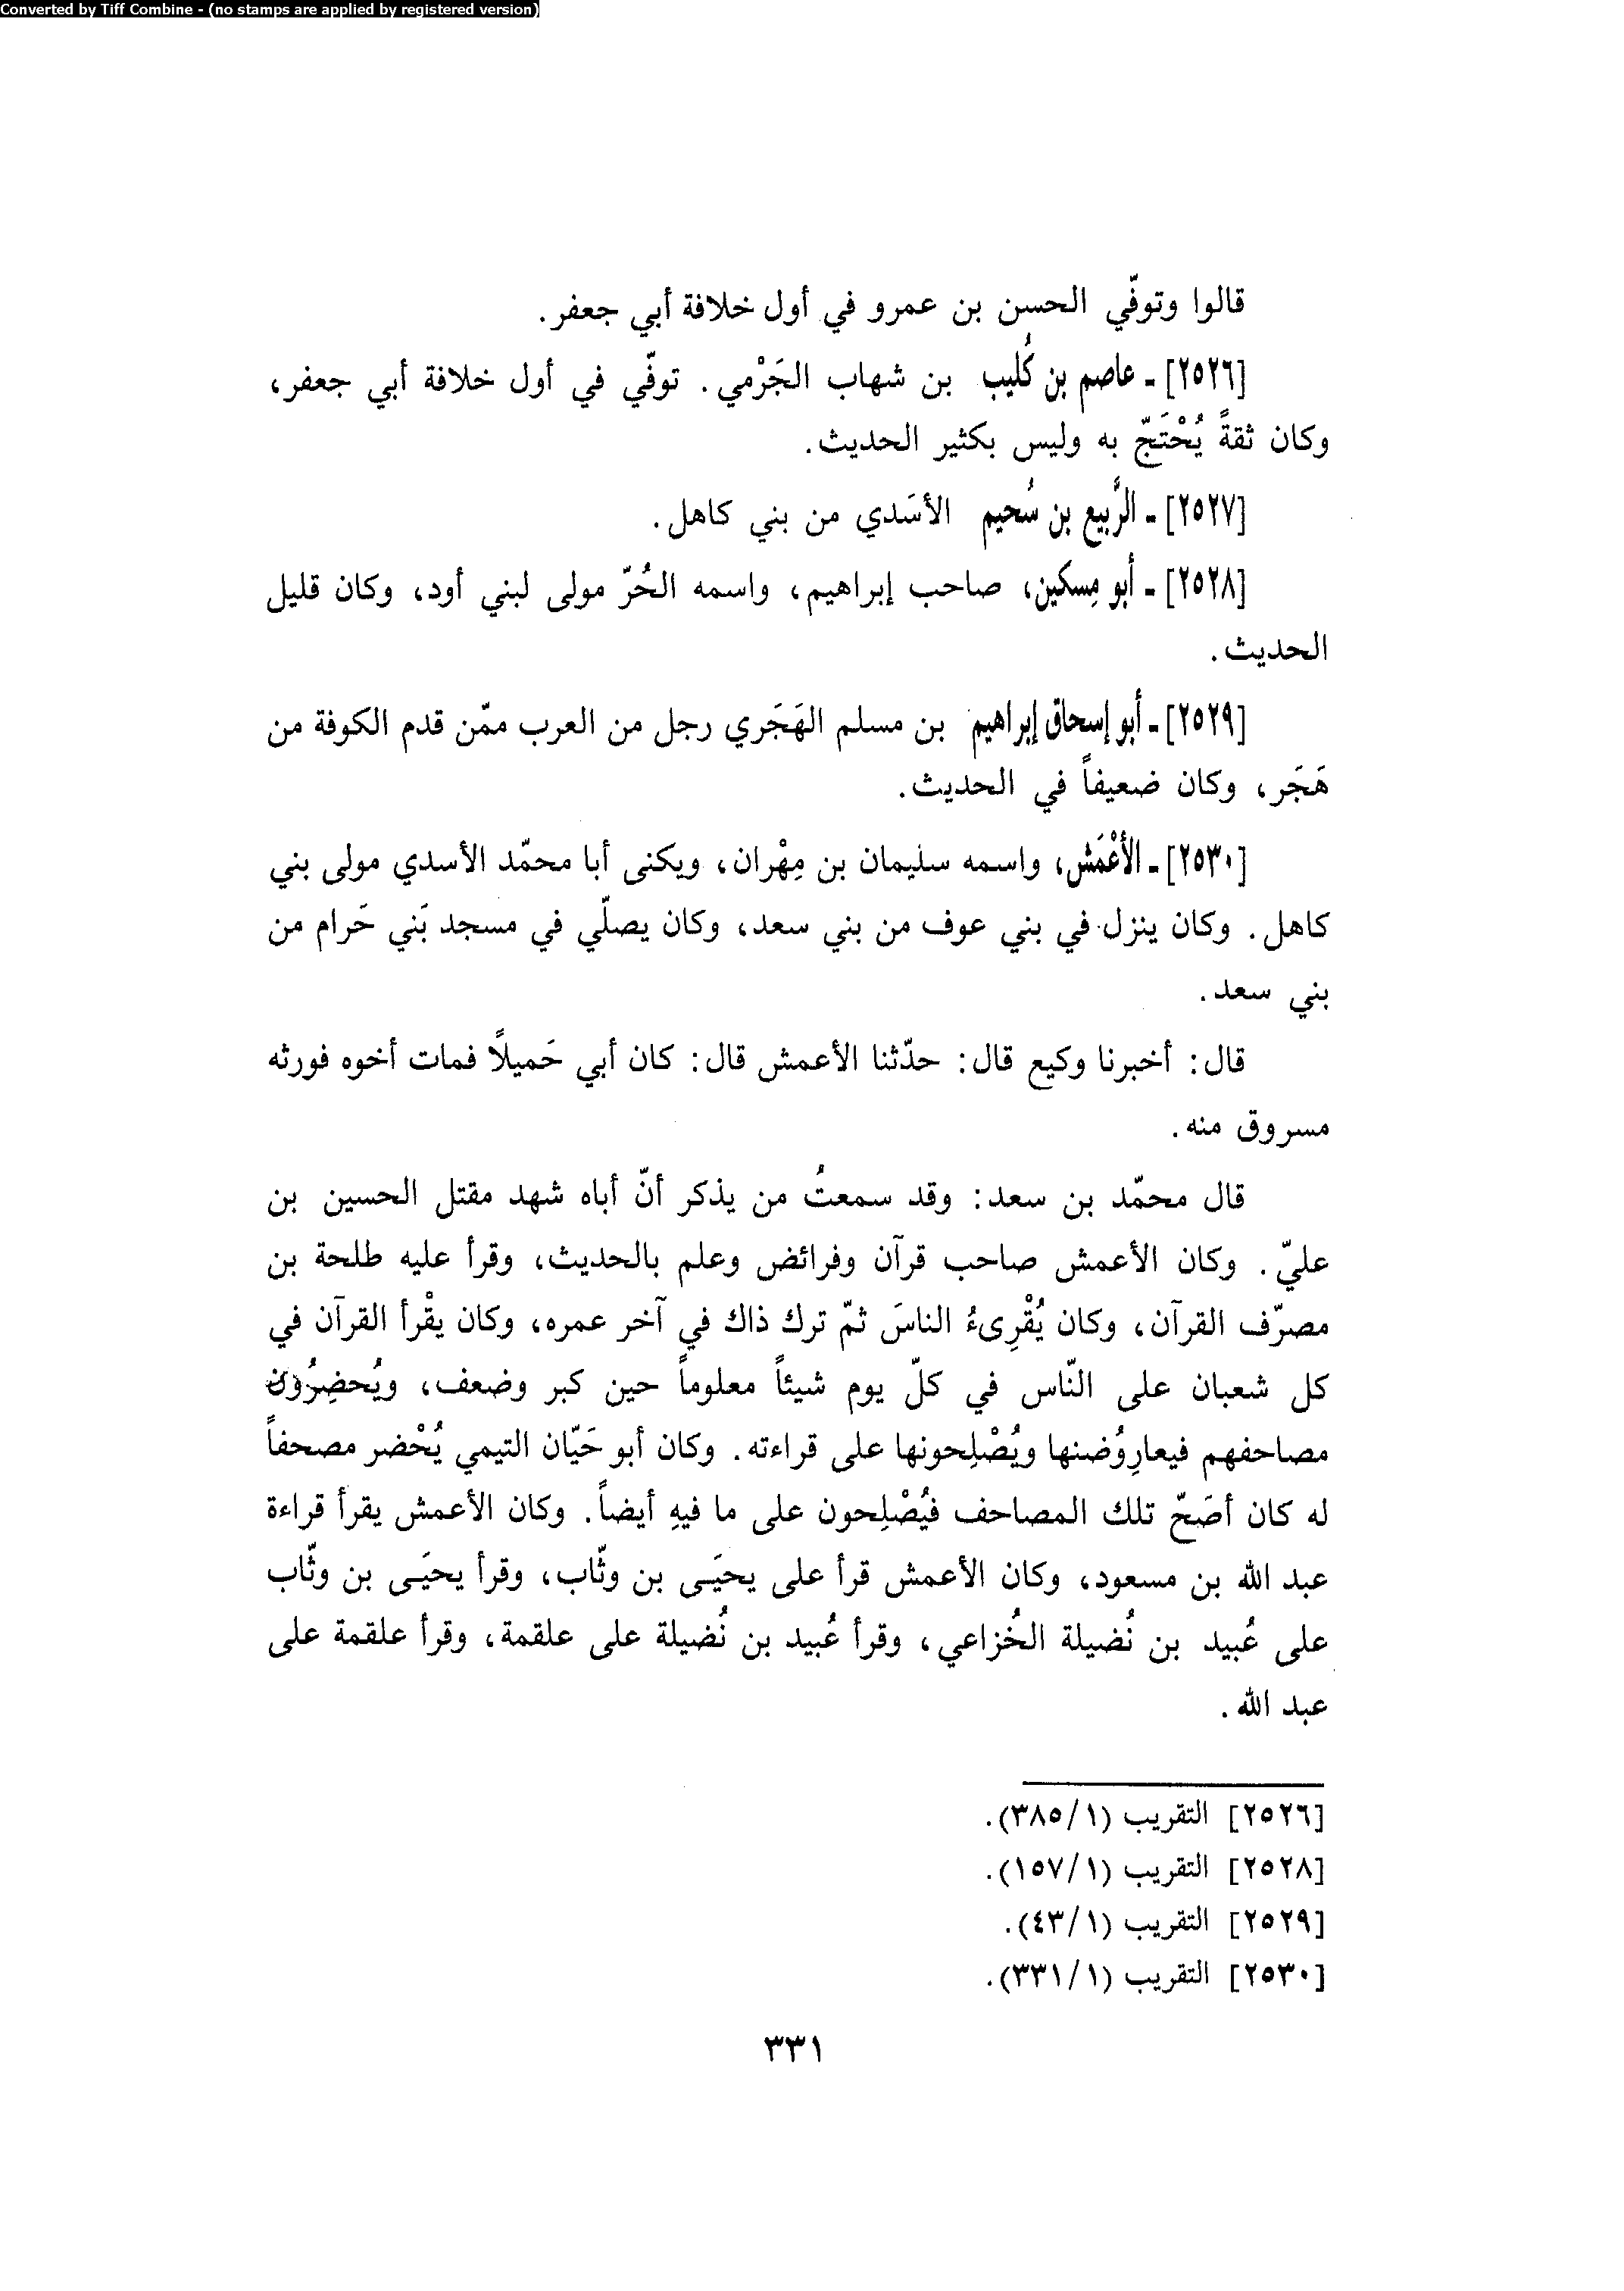 Converted by Tiff Combine - (no stamps are applied by registered version)
قالوا وتوفّي الحسن بن عمرو في أول خلافة أبي جعفر.
[٢٥٢٦] - عاصم بن كُليب بن شهاب الجَرْمي. توفّي في أول خلافة أبي جعفر،
وكان ثقةً يُحْتَجّ به وليس بكثير الحديث.
[٢٥٢٧] - الرَّبيع بن سُحيم الأسَدي من بني كاهل.
[٢٥٢٨] - أبو مِسكين، صاحب إبراهيم، واسمه الحُرّ مولى لبني أود، وكان قليل
الحديث.
[٢٥٢٩] - أبو إسحاق إبراهيم بن مسلم الهَجَري رجل من العرب ممّن قدم الكوفة من
هَجَر، وكان ضعيفاً في الحديث.
[٢٥٣٠] - الأعْمَش، واسمه سليمان بن مِهْران، ويكنى أبا محمّد الأسدي مولى بني
كاهل. وكان ينزل في بني عوف من بني سعد، وكان يصلّي في مسجد بَني حَرام من
بني سعد.
قال: أخبرنا وكيع قال: حدّثنا الأعمش قال: كان أبي حَميلًا فمات أخوه فورثه
مسروق منه.
قال محمّد بن سعد: وقد سمعتُ من يذكر أنّ أباه شهد مقتل الحسين بن
عليّ. وكان الأعمش صاحب قرآن وفرائض وعلم بالحديث، وقرأ عليه طلحة بن
مصرّف القرآن، وكان يُقْرِىءُ الناسَ ثمّ ترك ذاك في آخر عمره، وكان يقْرأ القرآن في
كل شعبان على النّاس في كلّ يوم شيئاً معلوماً حين كبر وضعف، ويُحضِرُون
مصاحفهم فيعارِوُضنها ويُصْلِحونها على قراءته. وكان أبو حَيّان التيمي يُحْضر مصحفاً
له كان أصَحّ تلك المصاحف فيُصْلِحون على ما فيهِ أيضاً. وكان الأعمش يقرأ قراءة
عبد الله بن مسعود، وكان الأعمش قرأ على يحيَـى بن وثّاب، وقرأ يحيَـى بن وثّاب
على عُبيد بن نُضيلة الخُزاعي، وقرأ عُبيد بن نُضيلة على علقمة، وقرأ علقمة على
عبد الله.
[٢٥٢٦] التقريب (١/٣٨٥).
[٢٥٢٨] التقريب (١/١٥٧).
[٢٥٢٩] التقريب (١/٤٣).
[٢٥٣٠] التقريب (١/٣٣١).
٣٣١